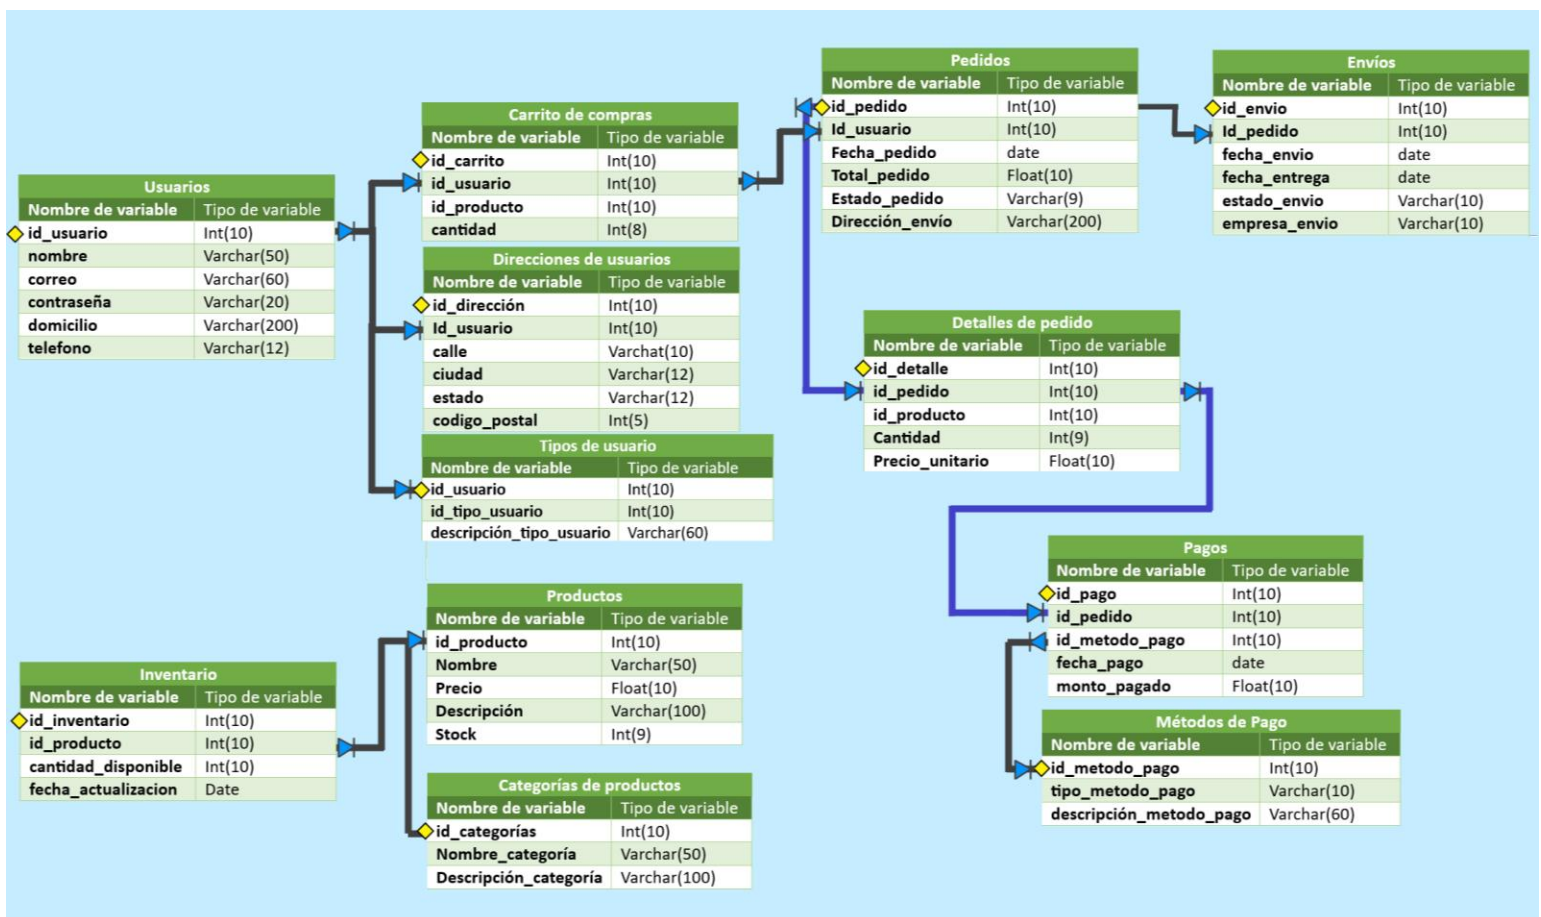 Usuarios
Nombre de variable Tipo de variable
id_usuario Int(10)
nombre Varchar(50)
correo Varchar(60)
contraseña Varchar(20)
domicilio Varchar(200)
telefono Varchar(12)
Carrito de compras
Nombre de variable Tipo de variable
id_carrito Int(10)
id_usuario Int(10)
id_producto Int(10)
cantidad Int(8)
Direcciones de usuarios
Nombre de variable Tipo de variable
id_dirección Int(10)
Id_usuario Int(10)
calle Varchat(10)
ciudad Varchar(12)
estado Varchar(12)
codigo_postal Int(5)
Tipos de usuario
Nombre de variable Tipo de variable
id_usuario Int(10)
id_tipo_usuario Int(10)
descripción_tipo_usuario Varchar(60)
Inventario
Nombre de variable Tipo de variable
id_inventario Int(10)
id_producto Int(10)
cantidad_disponible Int(10)
fecha_actualizacion Date
Productos
Nombre de variable Tipo de variable
id_producto Int(10)
Nombre Varchar(50)
Precio Float(10)
Descripción Varchar(100)
Stock Int(9)
Categorías de productos
Nombre de variable Tipo de variable
id_categorías Int(10)
Nombre_categoría Varchar(50)
Descripción_categoría Varchar(100)
Pedidos
Nombre de variable Tipo de variable
id_pedido Int(10)
Id_usuario Int(10)
Fecha_pedido date
Total_pedido Float(10)
Estado_pedido Varchar(9)
Dirección_envío Varchar(200)
Envíos
Nombre de variable Tipo de variable
id_envio Int(10)
Id_pedido Int(10)
fecha_envio date
fecha_entrega date
estado_envio Varchar(10)
empresa_envio Varchar(10)
Detalles de pedido
Nombre de variable Tipo de variable
id_detalle Int(10)
id_pedido Int(10)
id_producto Int(10)
Cantidad Int(9)
Precio_unitario Float(10)
Pagos
Nombre de variable Tipo de variable
id_pago Int(10)
id_pedido Int(10)
id_metodo_pago Int(10)
fecha_pago date
monto_pagado Float(10)
Métodos de Pago
Nombre de variable Tipo de variable
id_metodo_pago Int(10)
tipo_metodo_pago Varchar(10)
descripción_metodo_pago Varchar(60)